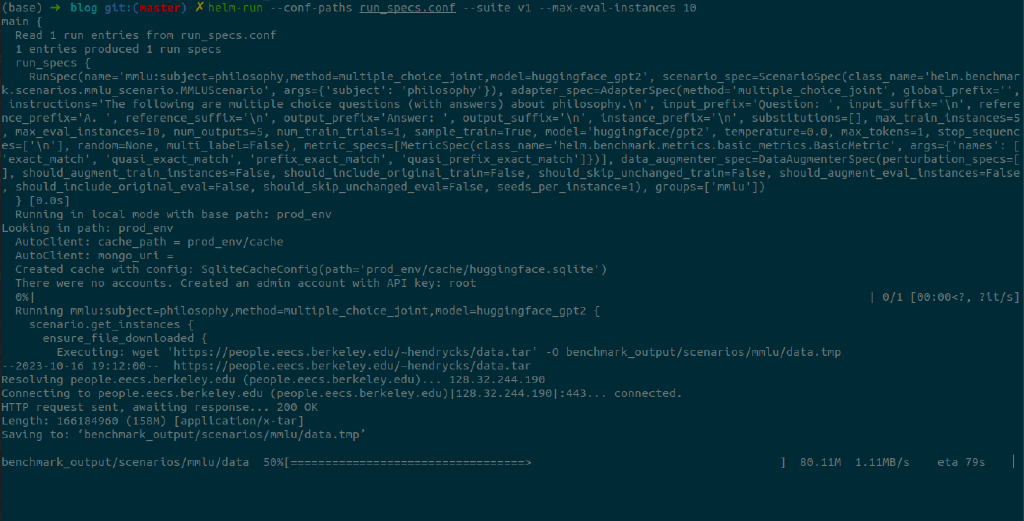 (base) → blog git:(master) ✗ helm-run --conf-paths run_specs.conf --suite v1 --max-eval-instances 10
main {
  Read 1 run entries from run_specs.conf
  1 entries produced 1 run specs
  run_specs {
    RunSpec(name='mmlu:subject=philosophy,method=multiple_choice_joint,model=huggingface_gpt2', scenario_spec=ScenarioSpec(class_name='helm.benchmar
k.scenarios.mmlu_scenario.MMLUScenario', args={'subject': 'philosophy'}), adapter_spec=AdapterSpec(method='multiple_choice_joint', global_prefix='',
 instructions='The following are multiple choice questions (with answers) about philosophy.\n', input_prefix='Question: ', input_suffix='\n', refere
nce_prefix='A. ', reference_suffix='\n', output_prefix='Answer: ', output_suffix='\n', instance_prefix='\n', substitutions=[], max_train_instances=5
, max_eval_instances=10, num_outputs=5, num_train_trials=1, sample_train=True, model='huggingface/gpt2', temperature=0.0, max_tokens=1, stop_sequenc
es=['\n'], random=None, multi_label=False), metric_specs=[MetricSpec(class_name='helm.benchmark.metrics.basic_metrics.BasicMetric', args={'names': [
'exact_match', 'quasi_exact_match', 'prefix_exact_match', 'quasi_prefix_exact_match']})], data_augmenter_spec=DataAugmenterSpec(perturbation_specs=[
], should_augment_train_instances=False, should_include_original_train=False, should_skip_unchanged_train=False, should_augment_eval_instances=False
, should_include_original_eval=False, should_skip_unchanged_eval=False, seeds_per_instance=1), groups=['mmlu'])
  } [0.0s]
  Running in local mode with base path: prod_env
Looking in path: prod_env
  AutoClient: cache_path = prod_env/cache
  AutoClient: mongo_uri =
  Created cache with config: SqliteCacheConfig(path='prod_env/cache/huggingface.sqlite')
  There were no accounts. Created an admin account with API key: root
  0%| | 0/1 [00:00<?, ?it/s]
  Running mmlu:subject=philosophy,method=multiple_choice_joint,model=huggingface_gpt2 {
    scenario.get_instances {
      ensure_file_downloaded {
        Executing: wget 'https://people.eecs.berkeley.edu/~hendrycks/data.tar' -O benchmark_output/scenarios/mmlu/data.tmp
--2023-10-16 19:12:00--  https://people.eecs.berkeley.edu/~hendrycks/data.tar
Resolving people.eecs.berkeley.edu (people.eecs.berkeley.edu)... 128.32.244.190
Connecting to people.eecs.berkeley.edu (people.eecs.berkeley.edu)|128.32.244.190|:443... connected.
HTTP request sent, awaiting response... 200 OK
Length: 166184960 (158M) [application/x-tar]
Saving to: ‘benchmark_output/scenarios/mmlu/data.tmp’
benchmark_output/scenarios/mmlu/data  50%[==================================> ]  80.11M  1.11MB/s    eta 79s